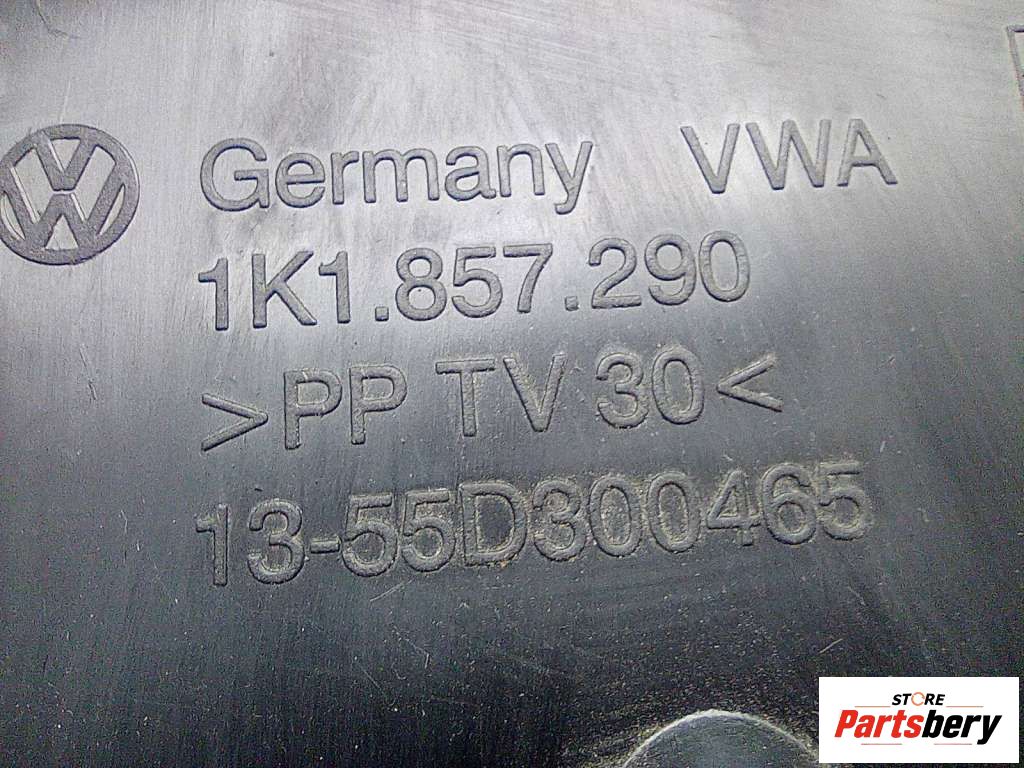 Germany VWA
1K1.857.290
>PP TV 30<
13-55D300465
STORE
Partsbery